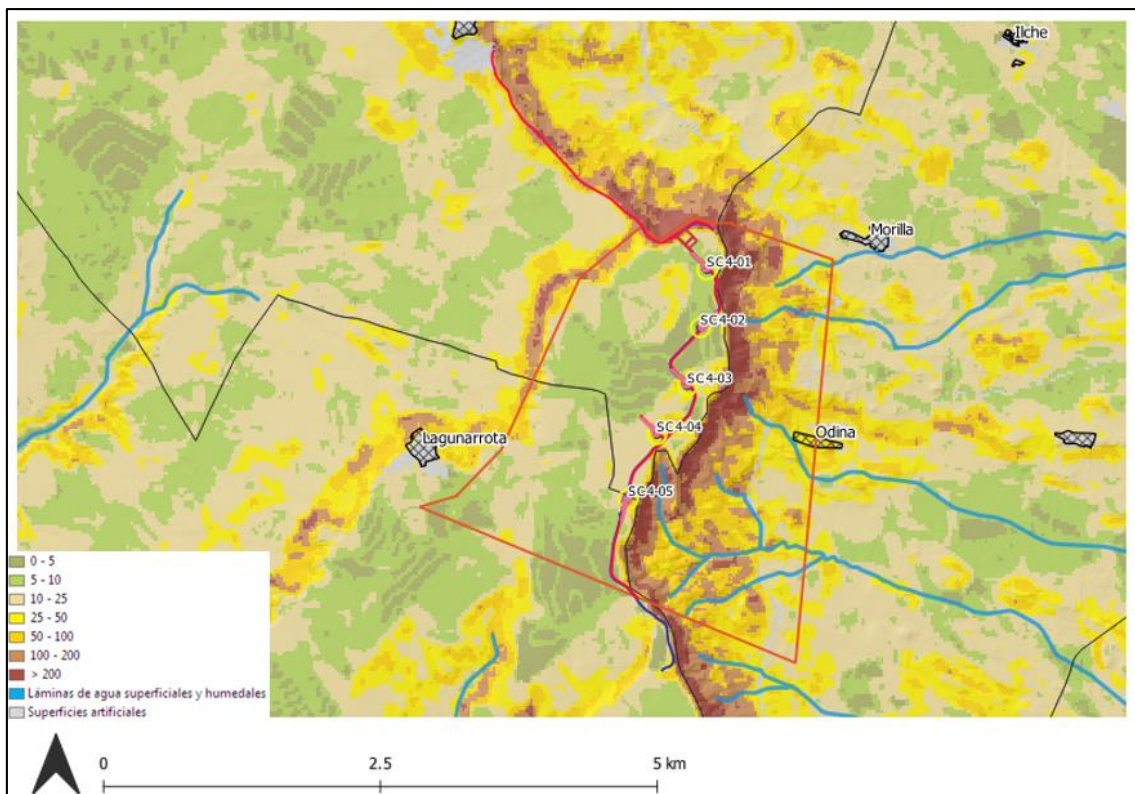 Ilche
Morilla
SC4-01
SC4-02
SC4-03
SC4-04
Odina
Lagunarrota
SC4-05
0 - 5
5 - 10
10 - 25
25 - 50
50 - 100
100 - 200
> 200
Láminas de agua superficiales y humedales
Superficies artificiales
0 2.5 5 km